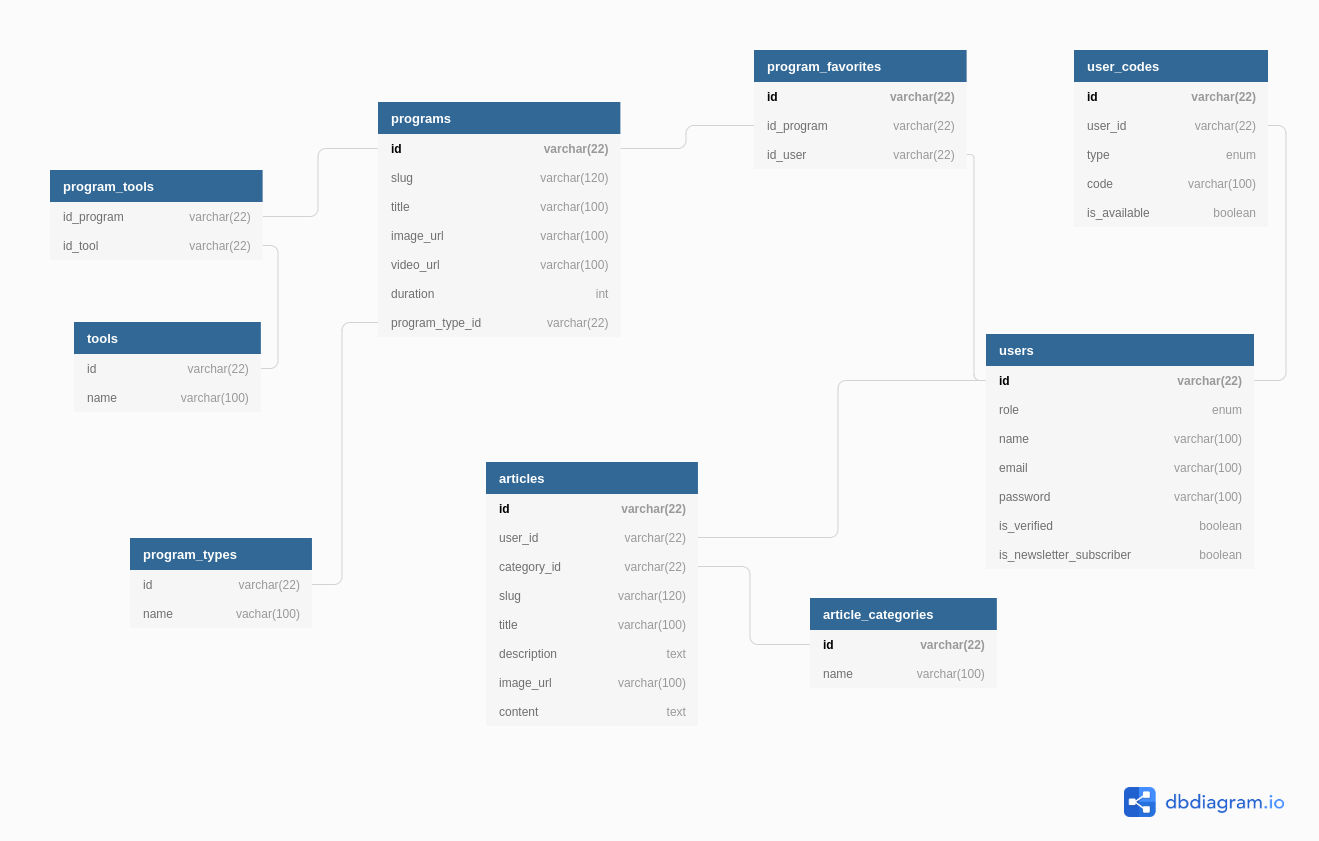 program_favorites
id varchar(22)
id_program varchar(22)
id_user varchar(22)
user_codes
id varchar(22)
user_id varchar(22)
type enum
code varchar(100)
is_available boolean
programs
id varchar(22)
slug varchar(120)
title varchar(100)
image_url varchar(100)
video_url varchar(100)
duration int
program_type_id varchar(22)
program_tools
id_program varchar(22)
id_tool varchar(22)
tools
id varchar(22)
name varchar(100)
users
id varchar(22)
role enum
name varchar(100)
email varchar(100)
password varchar(100)
is_verified boolean
is_newsletter_subscriber boolean
articles
id varchar(22)
user_id varchar(22)
category_id varchar(22)
slug varchar(120)
title varchar(100)
description text
image_url varchar(100)
content text
program_types
id varchar(22)
name vachar(100)
article_categories
id varchar(22)
name varchar(100)
dbdiagram.io